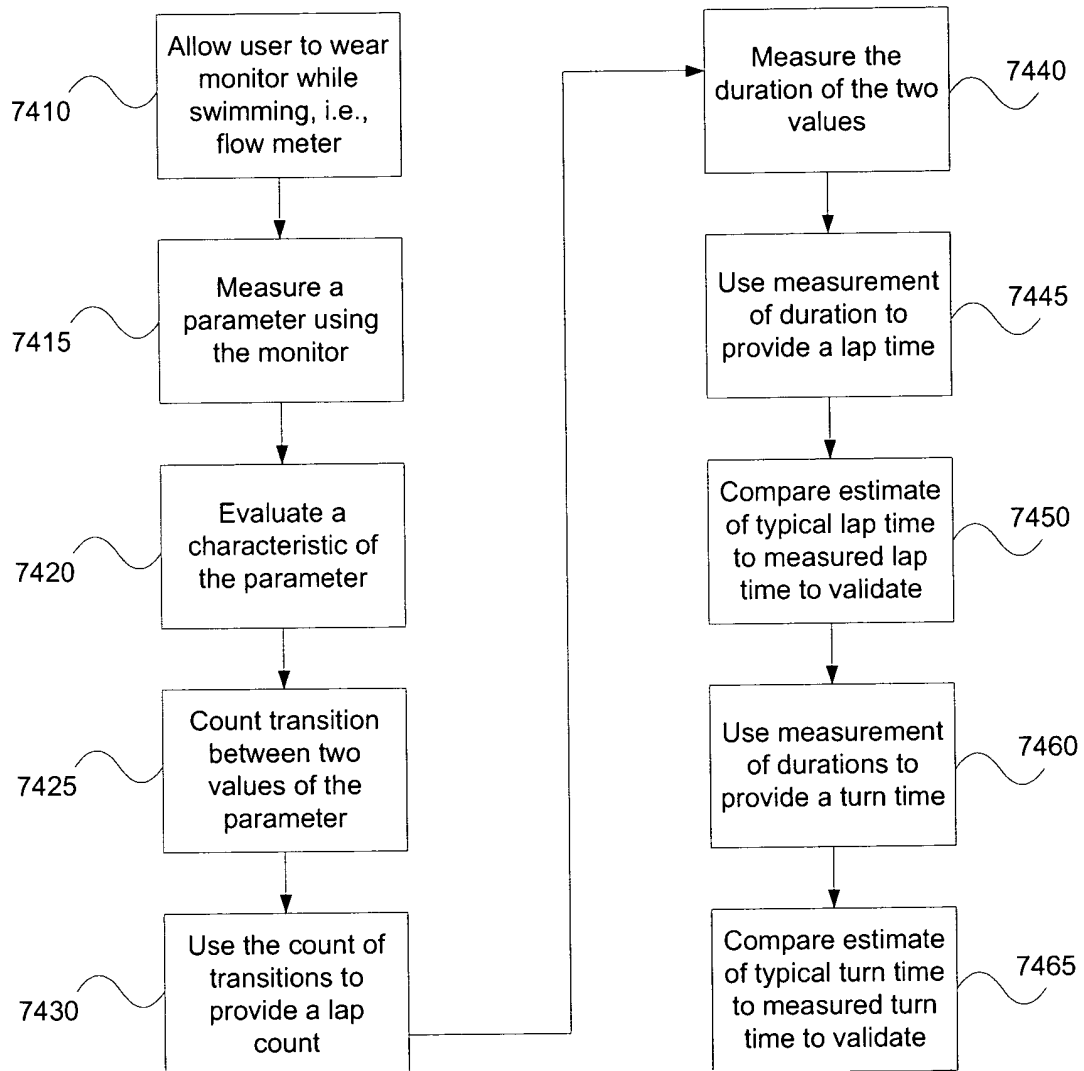 Allow user to wear
monitor while
swimming, i.e.,
flow meter
7410
Measure a
parameter using
the monitor
7415
Evaluate a
characteristic of
the parameter
7420
Count transition
between two
values of the
parameter
7425
Use the count of
transitions to
provide a lap
count
7430
Measure the
duration of the two
values
7440
Use measurement
of duration to
provide a lap time
7445
Compare estimate
of typical lap time
to measured lap
time to validate
7450
Use measurement
of durations to
provide a turn time
7460
Compare estimate
of typical turn time
to measured turn
time to validate
7465